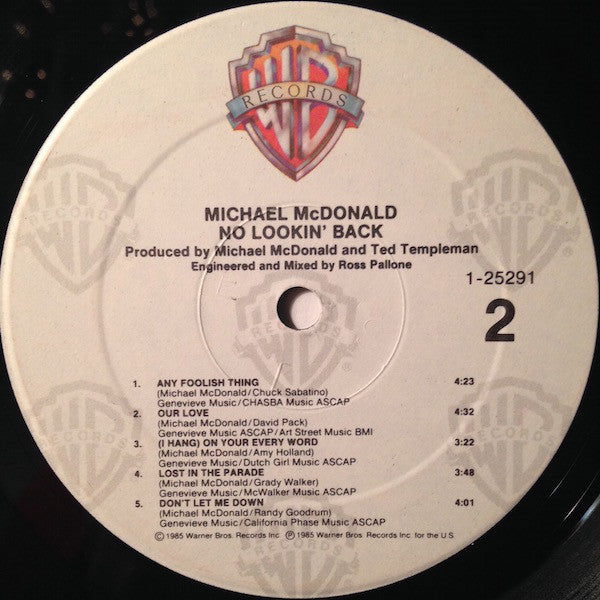 WB
RECORDS
MICHAEL McDONALD
NO LOOKIN' BACK
Produced by Michael McDonald and Ted Templeman
Engineered and Mixed by Ross Pallone
1-25291
2
1. ANY FOOLISH THING 4:23
(Michael McDonald/Chuck Sabatino)
Genevieve Music/CHASBA Music ASCAP
2. OUR LOVE 4:32
(Michael McDonald/David Pack)
Genevieve Music ASCAP/Art Street Music BMI
3. (I HANG) ON YOUR EVERY WORD 3:22
(Michael McDonald/Amy Holland)
Genevieve Music/Dutch Girl Music ASCAP
4. LOST IN THE PARADE 3:48
(Michael McDonald/Grady Walker)
Genevieve Music/McWalker Music ASCAP
5. DON'T LET ME DOWN 4:01
(Michael McDonald/Randy Goodrum)
Genevieve Music/California Phase Music ASCAP
© 1985 Warner Bros. Records Inc. ℗ 1985 Warner Bros. Records Inc. for the U.S.